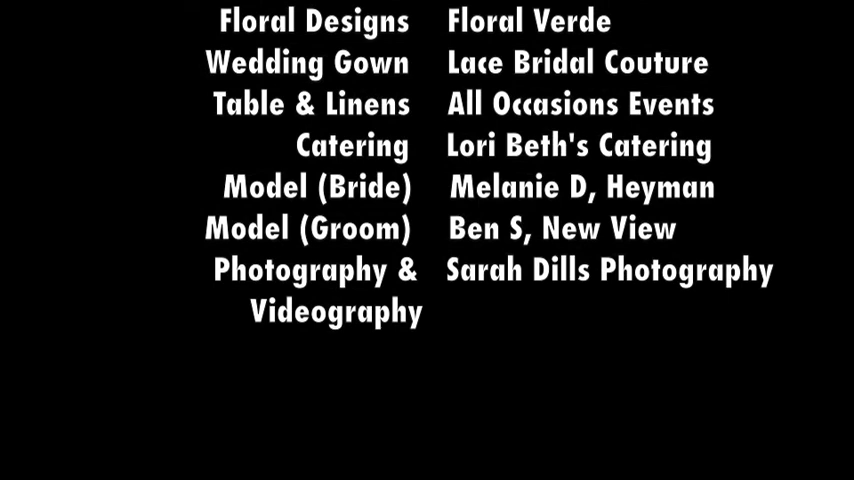 Floral Designs Floral Verde
Wedding Gown Lace Bridal Couture
Table & Linens All Occasions Events
Catering Lori Beth's Catering
Model (Bride) Melanie D, Heyman
Model (Groom) Ben S, New View
Photography & Sarah Dills Photography
Videography